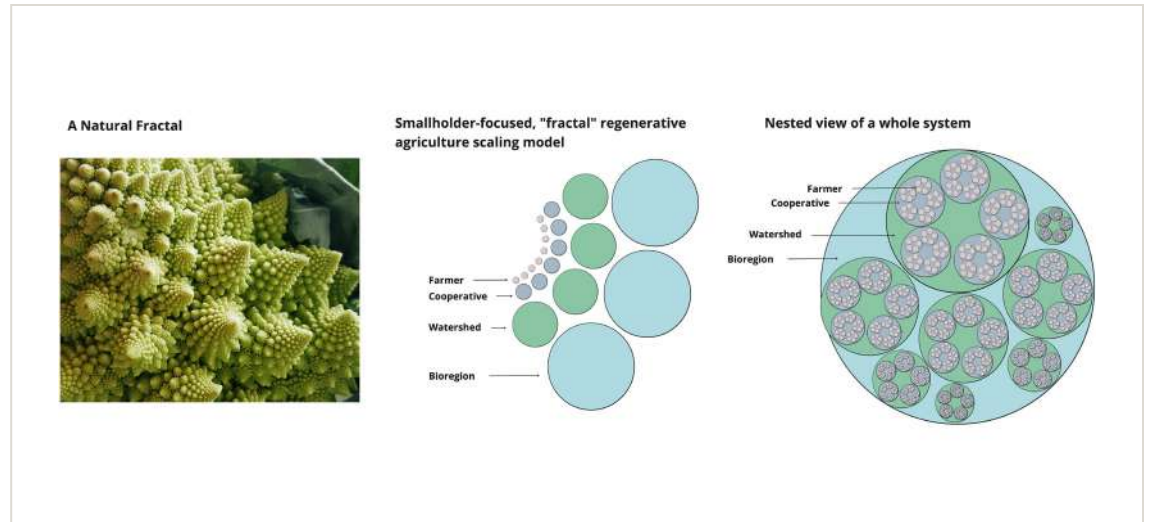 A Natural Fractal
Smallholder-focused, "fractal" regenerative
agriculture scaling model
Farmer
Cooperative
Watershed
Bioregion
Nested view of a whole system
Farmer
Cooperative
Watershed
Bioregion